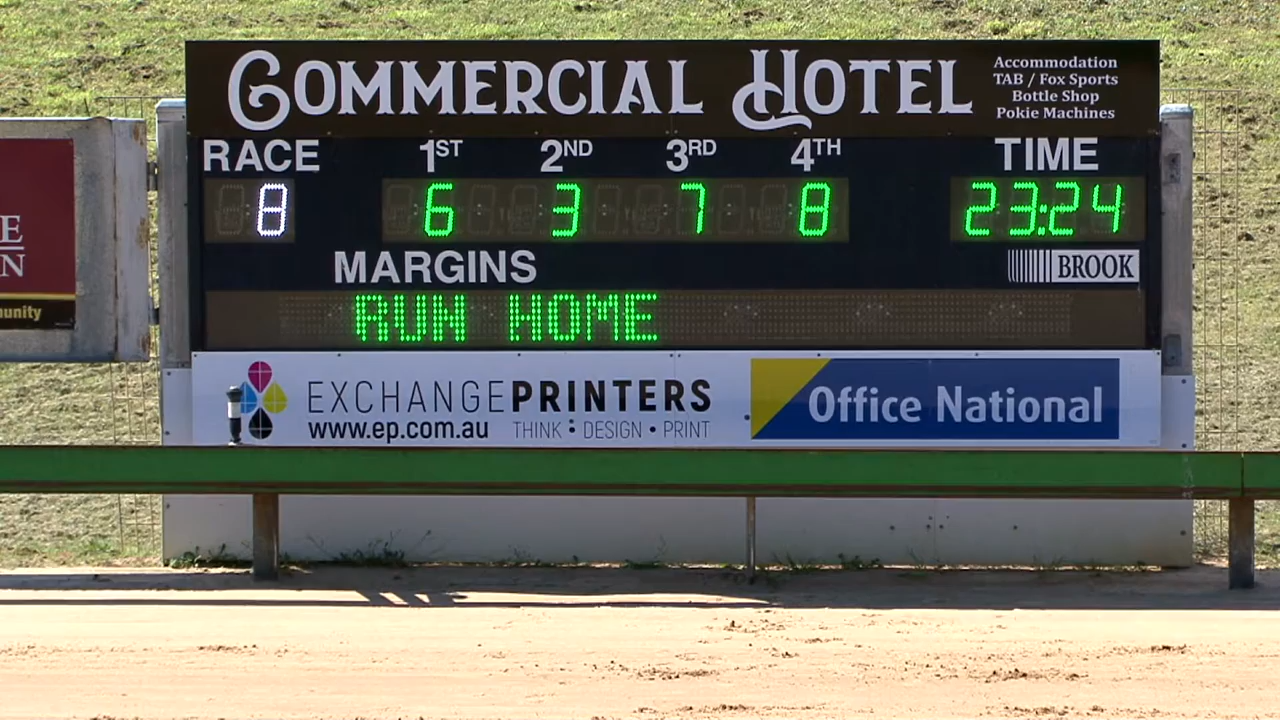 COMMERCIAL HOTEL
Accommodation
TAB / Fox Sports
Bottle Shop
Pokie Machines
RACE 1ST 2ND 3RD 4TH TIME
8 6 3 7 8 23:24
MARGINS
BROOK
RUN HOME
EXCHANGEPRINTERS
www.ep.com.au THINK • DESIGN • PRINT
Office National
E
N
unity